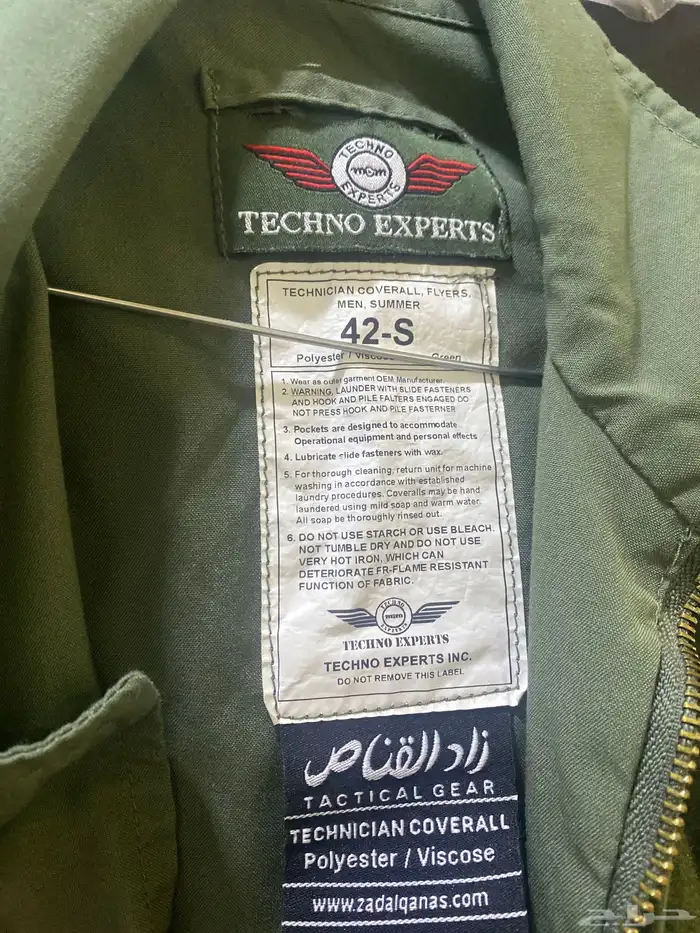 TECHNO
mem
EXPERTS
TECHNO EXPERTS
TECHNICIAN COVERALL, FLYERS,
MEN, SUMMER
42-S
Polyester / Viscose Green
1. Wear as outer garment OEM Manufacturer.
2. WARNING, LAUNDER WITH SLIDE FASTENERS
AND HOOK AND PILE FALTERS ENGAGED DO
NOT PRESS HOOK AND PILE FASTERNER
3. Pockets are designed to accommodate
Operational equipment and personal effects
4. Lubricate slide fasteners with wax.
5. For thorough cleaning, return unit for machine
washing in accordance with established
laundry procedures. Coveralls may be hand
laundered using mild soap and warm water.
All soap be thoroughly rinsed out.
6. DO NOT USE STARCH OR USE BLEACH.
NOT TUMBLE DRY AND DO NOT USE
VERY HOT IRON, WHICH CAN
DETERIORATE FR-FLAME RESISTANT
FUNCTION OF FABRIC.
TECHNO
EXPERTS
TECHNO EXPERTS
TECHNO EXPERTS INC.
DO NOT REMOVE THIS LABEL
زاد القناص
TACTICAL GEAR
TECHNICIAN COVERALL
Polyester / Viscose
www.zadalqanas.com
حراج